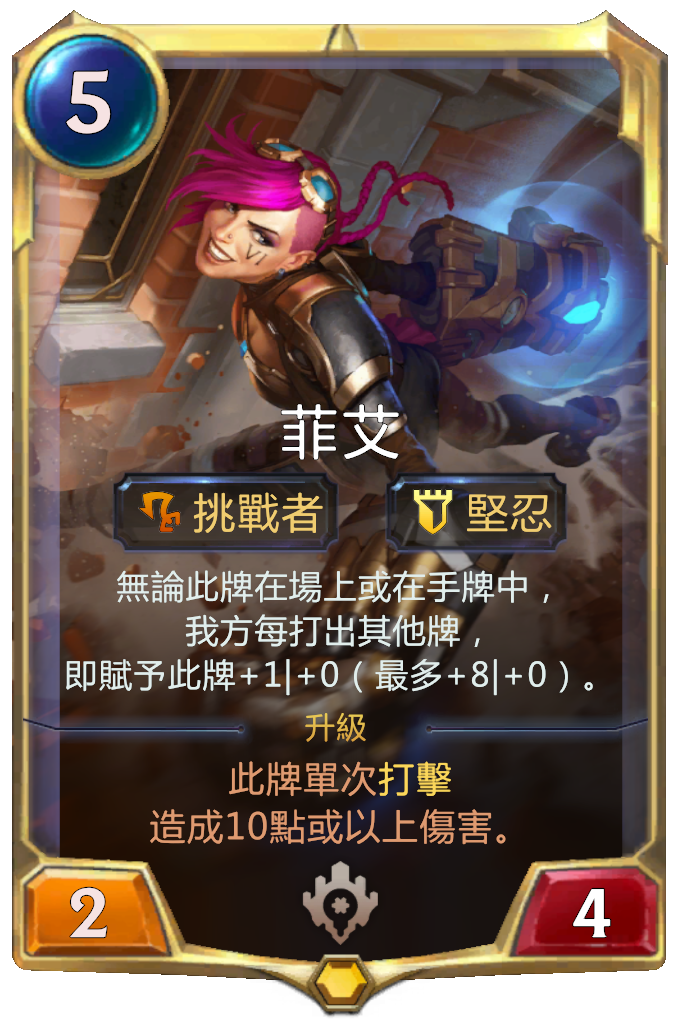 5
VI
菲艾
挑戰者
堅忍
無論此牌在場上或在手牌中，
我方每打出其他牌，
即賦予此牌+1|+0（最多+8|+0）。
升級
此牌單次打擊
造成10點或以上傷害。
2
4